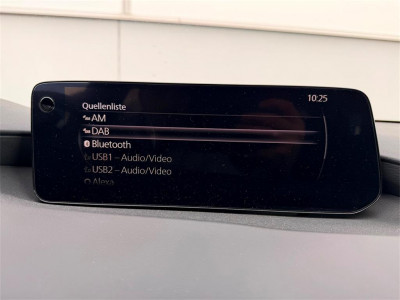 10:25
Quellenliste
AM
DAB
Bluetooth
USB1 – Audio/Video
USB2 – Audio/Video
Alexa